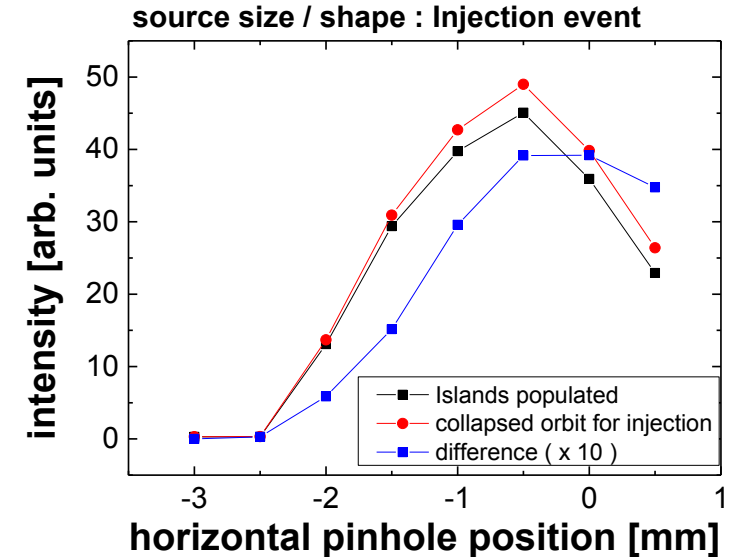 source size / shape : Injection event
intensity [arb. units]
50
40
30
20
10
0
Islands populated
collapsed orbit for injection
difference ( x 10 )
-3 -2 -1 0 1
horizontal pinhole position [mm]